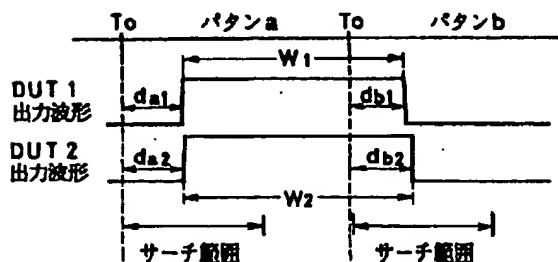 To パタンa To パタンb
W1
DUT 1 da1 db1
出力波形
DUT 2 da2 db2
出力波形
W2
サーチ範囲 サーチ範囲